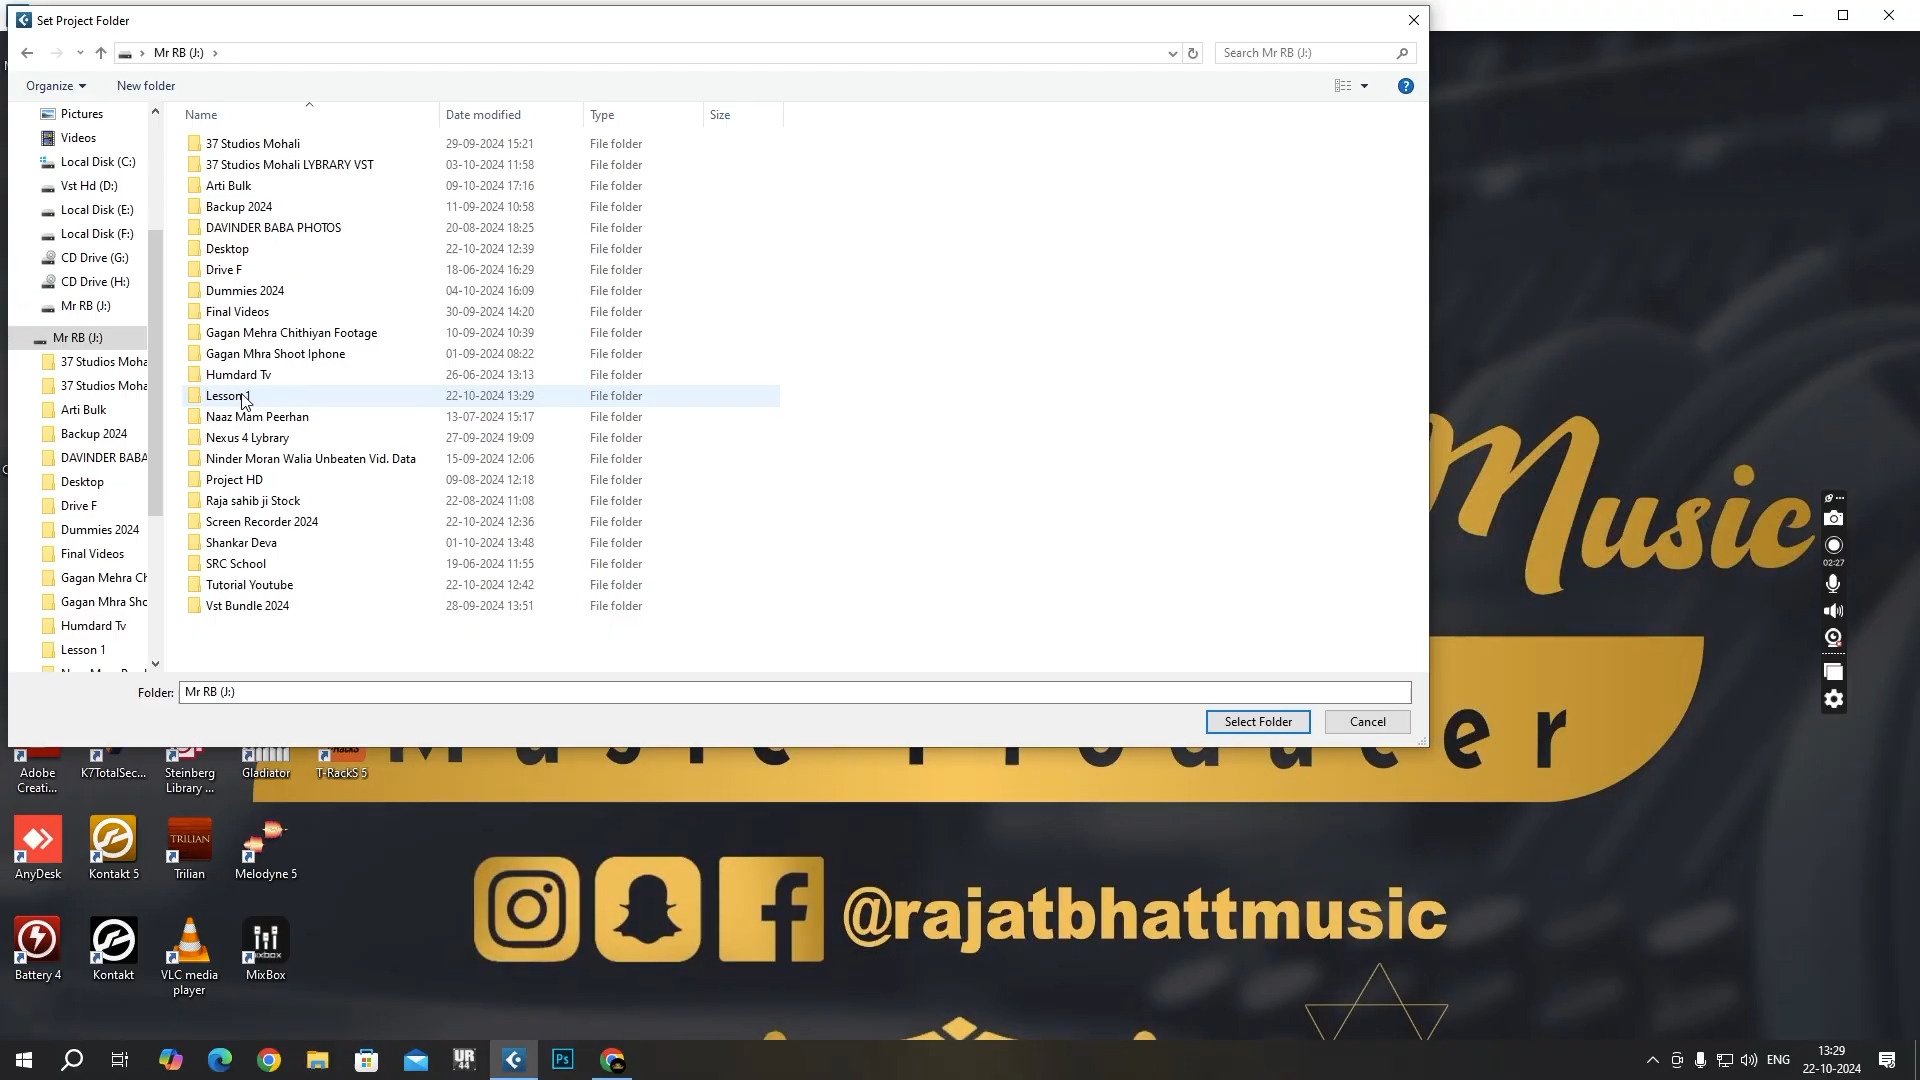 Set Project Folder
Mr RB (J:)
Search Mr RB (J:)
Organize
New folder
Pictures
Videos
Local Disk (C:)
Vst Hd (D:)
Local Disk (E:)
Local Disk (F:)
CD Drive (G:)
CD Drive (H:)
Mr RB (J:)
Mr RB (J:)
37 Studios Moha
37 Studios Moha
Arti Bulk
Backup 2024
DAVINDER BABA
Desktop
Drive F
Dummies 2024
Final Videos
Gagan Mehra Ch
Gagan Mhra Sho
Humdard Tv
Lesson 1
Name Date modified Type Size
37 Studios Mohali 29-09-2024 15:21 File folder
37 Studios Mohali LYBRARY VST 03-10-2024 11:58 File folder
Arti Bulk 09-10-2024 17:16 File folder
Backup 2024 11-09-2024 10:58 File folder
DAVINDER BABA PHOTOS 20-08-2024 18:25 File folder
Desktop 22-10-2024 12:39 File folder
Drive F 18-06-2024 16:29 File folder
Dummies 2024 04-10-2024 16:09 File folder
Final Videos 30-09-2024 14:20 File folder
Gagan Mehra Chithiyan Footage 10-09-2024 10:39 File folder
Gagan Mhra Shoot Iphone 01-09-2024 08:22 File folder
Humdard Tv 26-06-2024 13:13 File folder
Lesson 1 22-10-2024 13:29 File folder
Naaz Mam Peerhan 13-07-2024 15:17 File folder
Nexus 4 Lybrary 27-09-2024 19:09 File folder
Ninder Moran Walia Unbeaten Vid. Data 15-09-2024 12:06 File folder
Project HD 09-08-2024 12:18 File folder
Raja sahib ji Stock 22-08-2024 11:08 File folder
Screen Recorder 2024 22-10-2024 12:36 File folder
Shankar Deva 01-10-2024 13:48 File folder
SRC School 19-06-2024 11:55 File folder
Tutorial Youtube 22-10-2024 12:42 File folder
Vst Bundle 2024 28-09-2024 13:51 File folder
Folder: Mr RB (J:)
Select Folder
Cancel
Music
02:27
Music Producer
Adobe Creati...
K7TotalSec...
Steinberg Library ...
Gladiator
T-RackS 5
AnyDesk
Kontakt 5
TRILIAN
Trilian
Melodyne 5
Battery 4
Kontakt
VLC media player
MixBox
@rajatbhattmusic
UR
44
Ps
ENG
13:29
22-10-2024